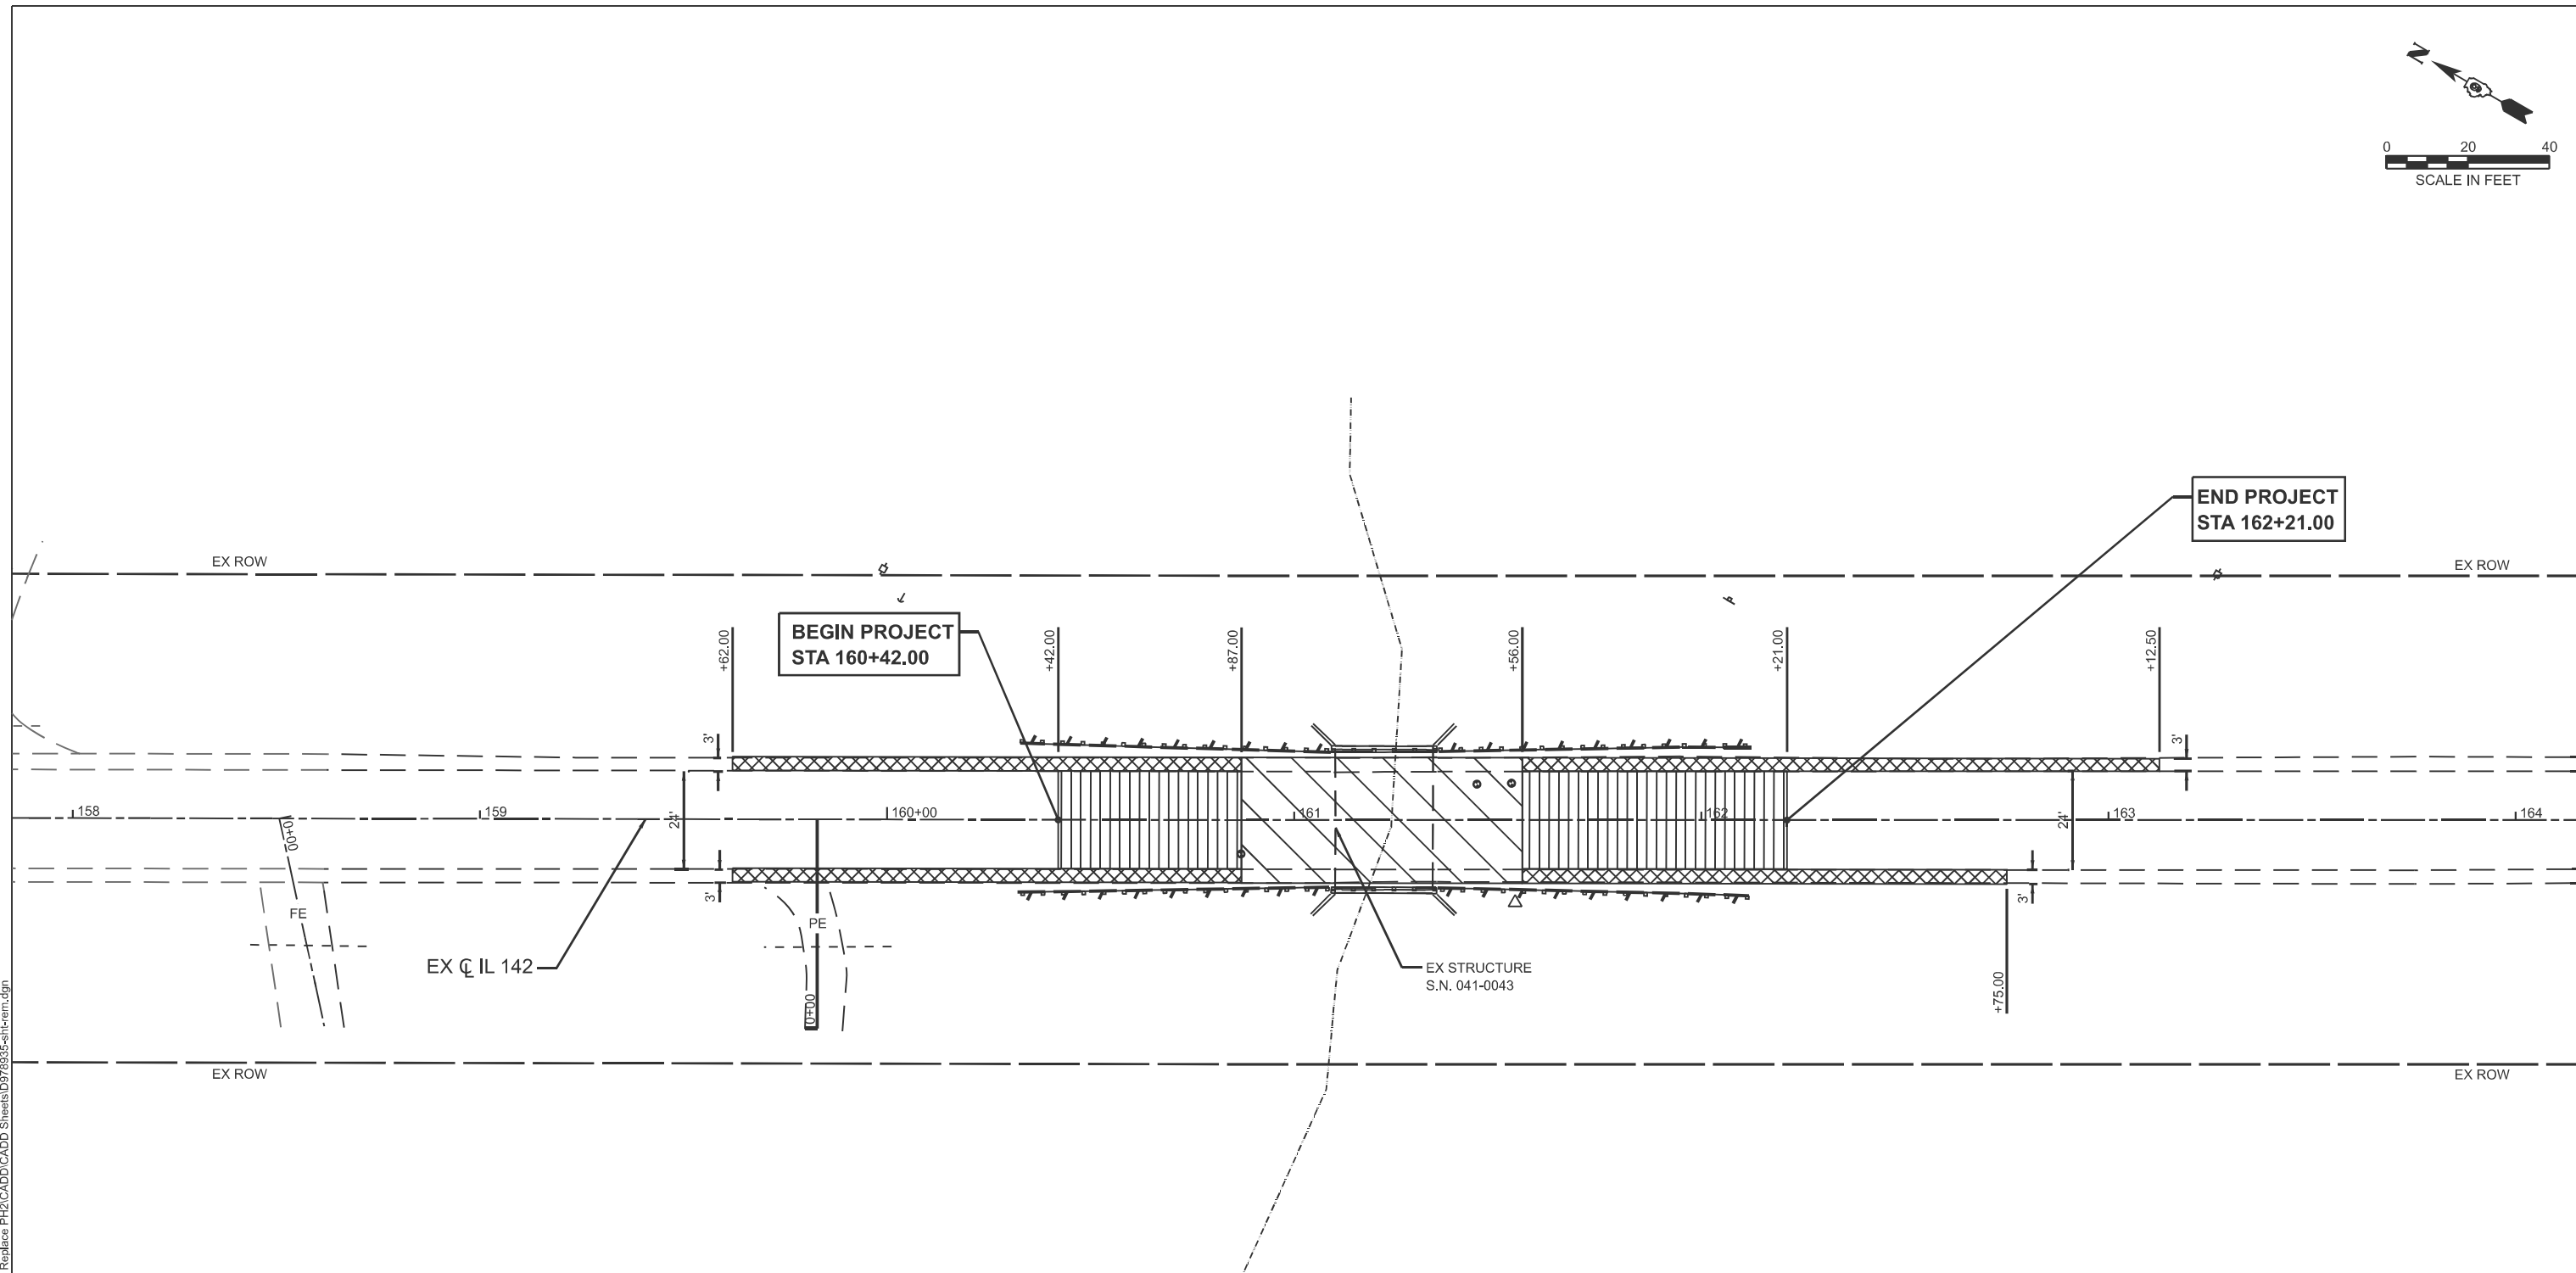 N
0 20 40
SCALE IN FEET
END PROJECT
STA 162+21.00
EX ROW
EX ROW
BEGIN PROJECT
STA 160+42.00
+62.00
+42.00
+87.00
+56.00
+21.00
+12.50
3'
3'
158
159
160+00
161
162
163
164
24'
24'
0+00
3'
3'
FE
PE
EX ℄ IL 142
EX STRUCTURE
S.N. 041-0043
0+00
+75.00
EX ROW
EX ROW
Replace PH2\CADD\CADD Sheets\D978935-sht-rem.dgn